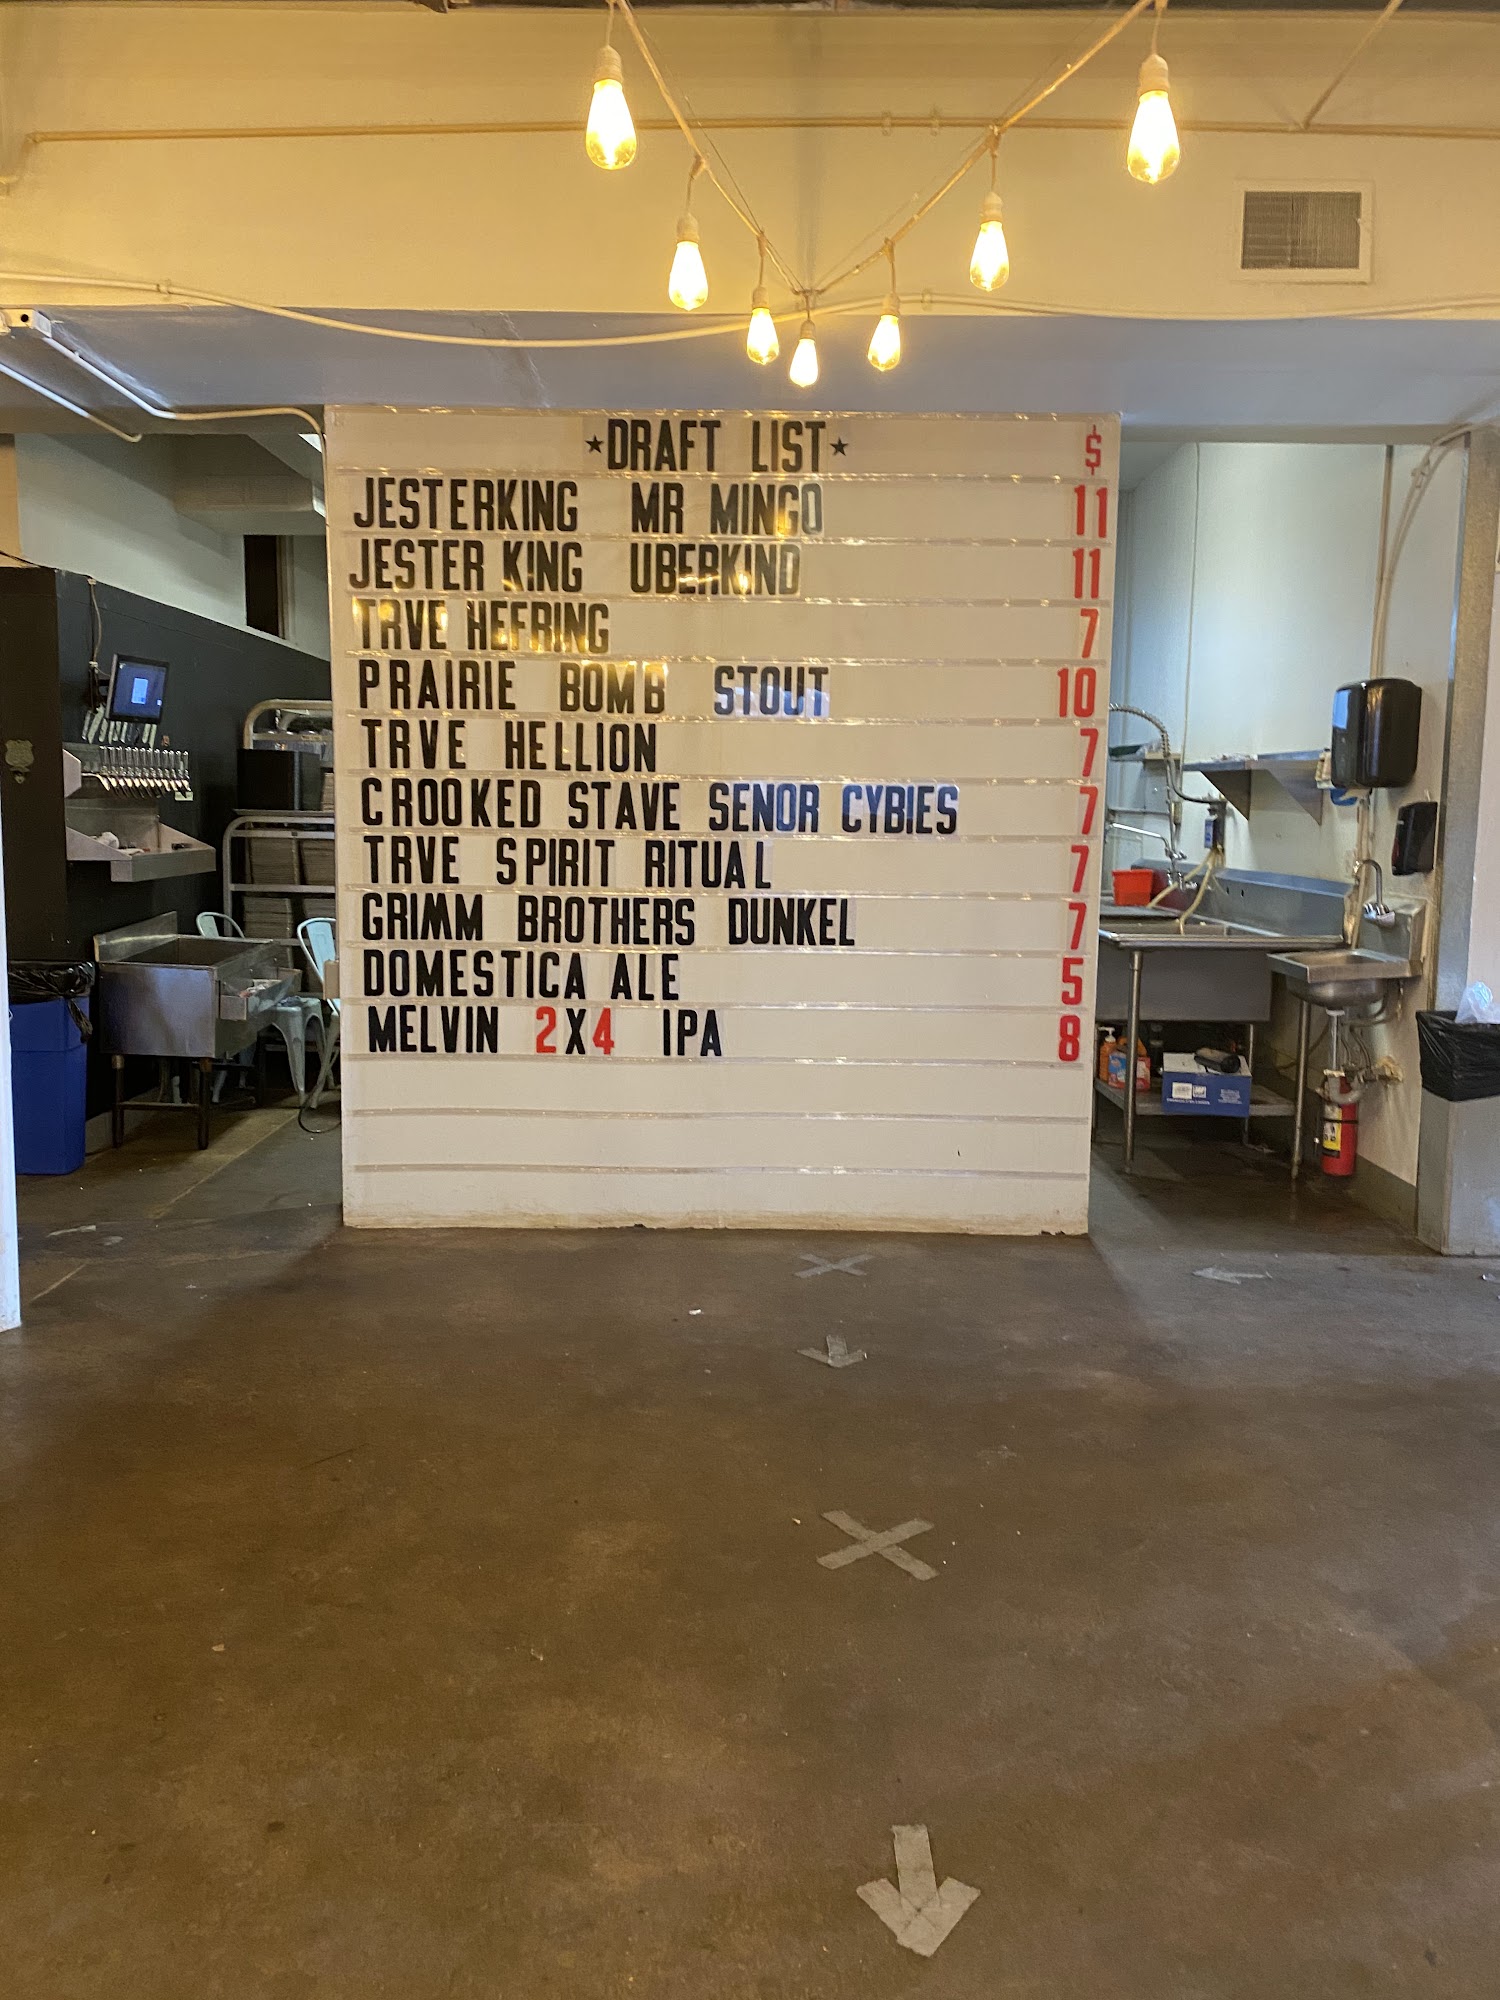 ★DRAFT LIST★ $
JESTERKING MR MINGO 11
JESTER KING UBERKIND 11
TRVE HEFRING 7
PRAIRIE BOMB STOUT 10
TRVE HELLION 7
CROOKED STAVE SENOR CYBIES 7
TRVE SPIRIT RITUAL 7
GRIMM BROTHERS DUNKEL 7
DOMESTICA ALE 5
MELVIN 2X4 IPA 8